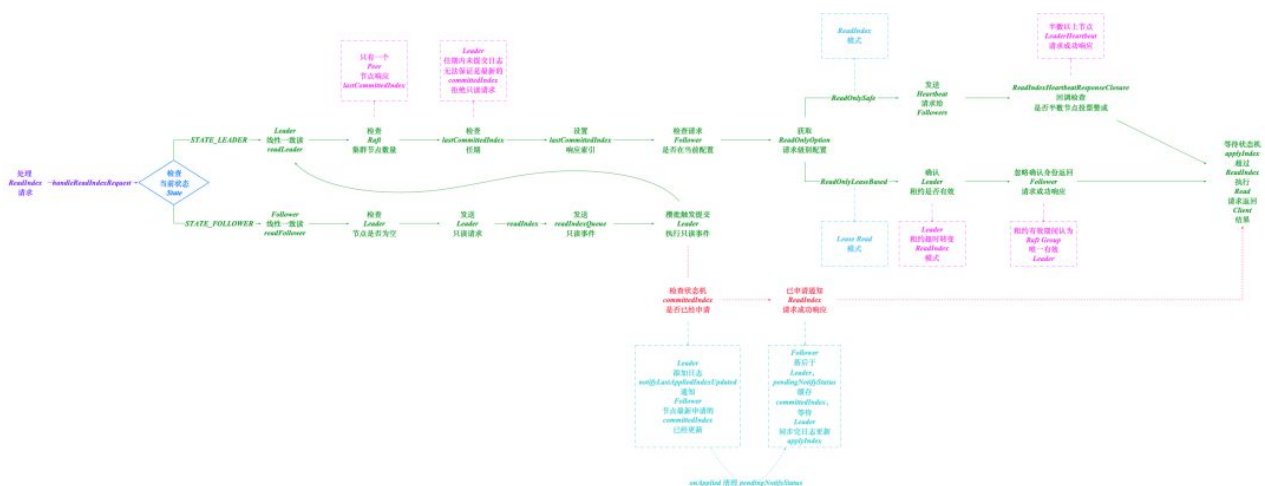 处理
ReadIndex
请求
handleReadIndexRequest
检查
当前状态
State
STATE_LEADER
Leader
线性一致读
readLeader
检查
Raft
集群节点数量
只有一个
Peer
节点响应
lastCommittedIndex
检查
lastCommittedIndex
任期
Leader
任期内未提交日志
无法保证是最新的
committedIndex
拒绝只读请求
设置
lastCommittedIndex
响应索引
检查请求
Follower
是否在当前配置
获取
ReadOnlyOption
请求级别配置
ReadOnlySafe
ReadIndex
模式
发送
Heartbeat
请求给
Followers
半数以上节点
LeaderHeartbeat
请求成功响应
ReadIndexHeartbeatResponseClosure
回调检查
是否半数节点投票赞成
ReadOnlyLeaseBased
Lease Read
模式
确认
Leader
租约是否有效
Leader
租约超时转变
ReadIndex
模式
忽略确认身份返回
Follower
请求成功响应
租约有效期间认为
Raft Group
唯一有效
Leader
等待状态机
applyIndex
超过
ReadIndex
执行
Read
请求返回
Client
结果
STATE_FOLLOWER
Follower
线性一致读
readFollower
检查
Leader
节点是否为空
发送
Leader
只读请求
readIndex
发送
readIndexQueue
只读事件
攒批触发提交
Leader
执行只读事件
检查状态机
committedIndex
是否已经申请
已申请通知
ReadIndex
请求成功响应
Leader
添加日志
notifyLastAppliedIndexUpdated
通知
Follower
节点最新申请的
committedIndex
已经更新
Follower
落后于
Leader,
pendingNotifyStatus
缓存
committedIndex,
等待
Leader
同步完日志更新
applyIndex
onApplied
pendingNotifyStatus